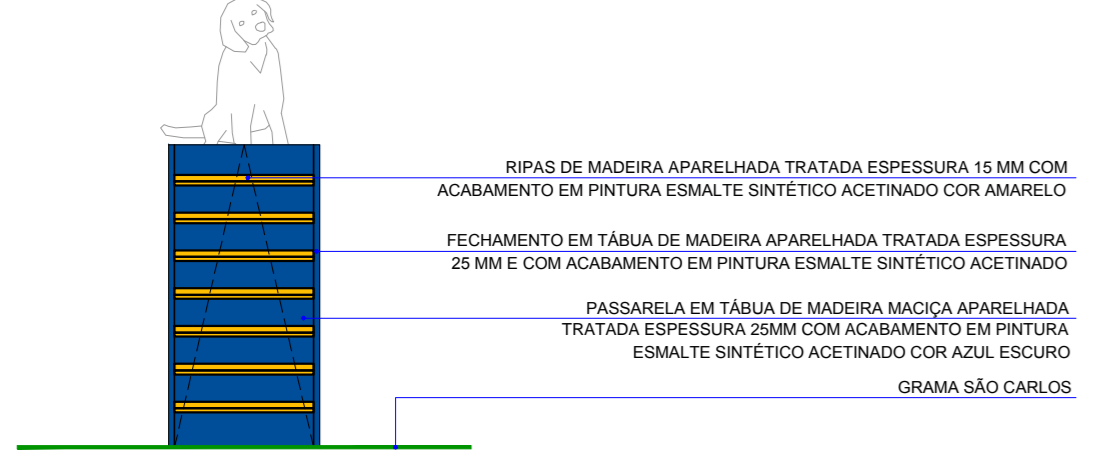 RIPAS DE MADEIRA APARELHADA TRATADA ESPESSURA 15 MM COM
ACABAMENTO EM PINTURA ESMALTE SINTÉTICO ACETINADO COR AMARELO
FECHAMENTO EM TÁBUA DE MADEIRA APARELHADA TRATADA ESPESSURA
25 MM E COM ACABAMENTO EM PINTURA ESMALTE SINTÉTICO ACETINADO
PASSARELA EM TÁBUA DE MADEIRA MACIÇA APARELHADA
TRATADA ESPESSURA 25MM COM ACABAMENTO EM PINTURA
ESMALTE SINTÉTICO ACETINADO COR AZUL ESCURO
GRAMA SÃO CARLOS